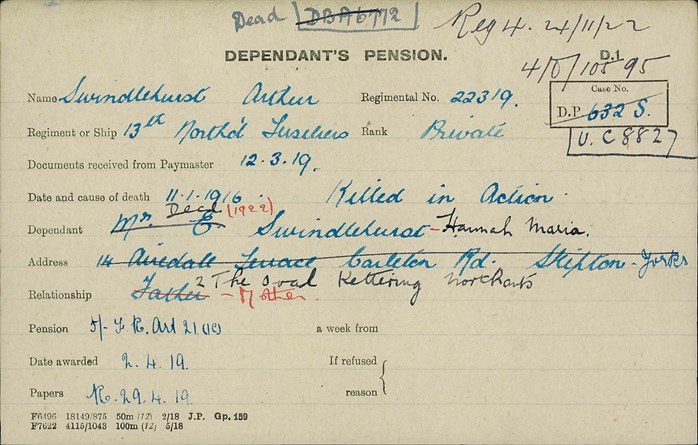 Dead DBA6772 Reg 4. 24/11/22
DEPENDANT'S PENSION. D.1
4/0/105 95
Name Swindlehurst Arthur Regimental No. 22319. Case No.
D.P. 632 S.
Regiment or Ship 13th North'd Fusiliers Rank Private
U.C 8827
Documents received from Paymaster 12.3.19.
Date and cause of death 11.1.1916. Killed in Action.
Dead (1922)
Dependant Mr. E. Swindlehurst - Hannah Maria.
Address 14 Airedale Terrace Carleton Rd. Skipton - Yorks
2 The Oval Kettering Northants
Relationship Father - Mother.
Pension 5/- F.R. Art 21 (1C) a week from
Date awarded 2.4.19. If refused
Papers R. 29.4.19. reason
F6496 18149/875 50m (12) 2/18 J.P. Gp. 159
F7622 4115/1043 100m (12) 5/18